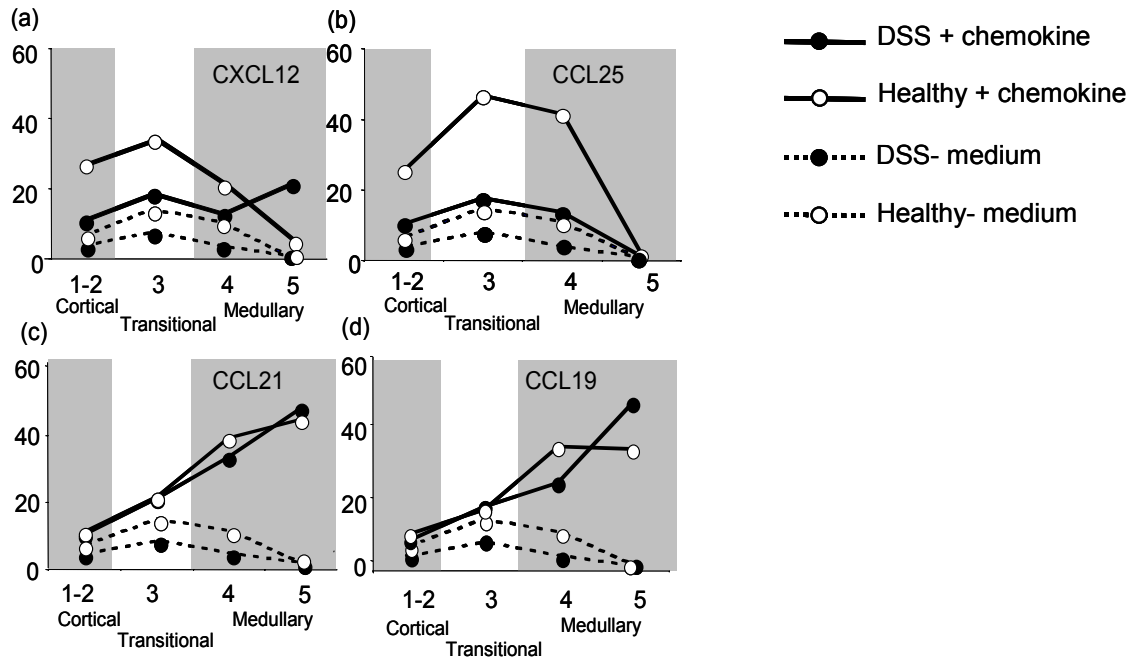 (a)
(b)
60
CXCL12
40
20
0
1-2
3
4
5
Cortical
Transitional
Medullary
60
CCL25
40
20
0
1-2
3
4
5
Cortical
Transitional
Medullary
DSS + chemokine
Healthy + chemokine
DSS- medium
Healthy- medium
(c)
(d)
60
CCL21
40
20
0
1-2
3
4
5
Cortical
Transitional
Medullary
60
CCL19
40
20
0
1-2
3
4
5
Cortical
Transitional
Medullary